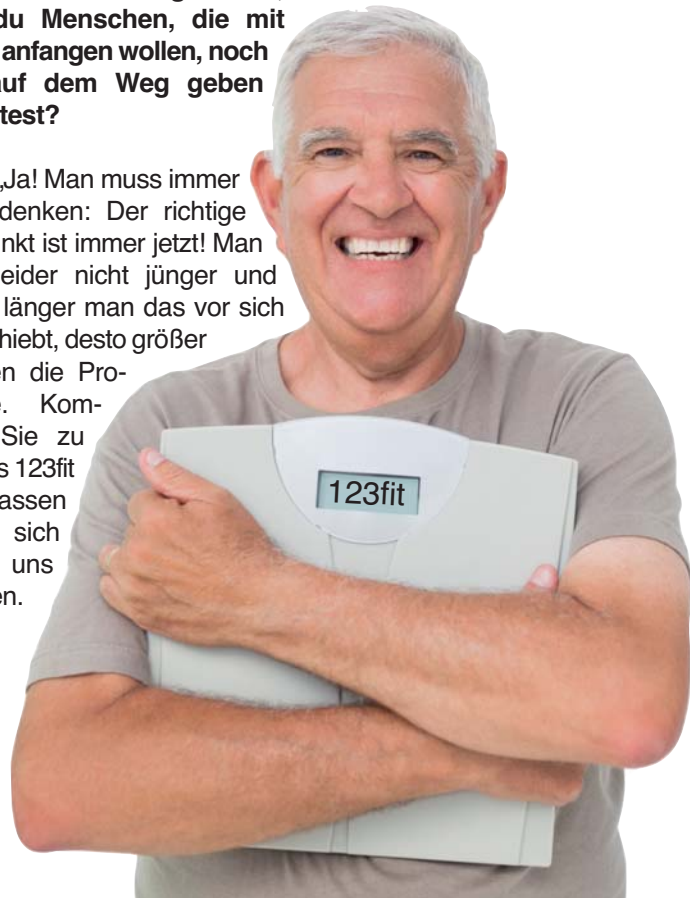 du Menschen, die mit
anfangen wollen, noch
auf dem Weg geben
test?
„Ja! Man muss immer
denken: Der richtige
nkt ist immer jetzt! Man
eider nicht jünger und
länger man das vor sich
hiebt, desto größer
en die Pro-
e. Kom-
Sie zu
s 123fit
assen
sich
uns
en.
123fit